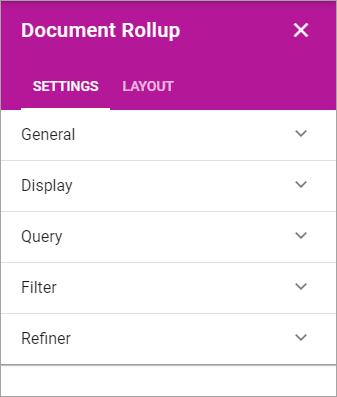 Document Rollup
SETTINGS LAYOUT
General
Display
Query
Filter
Refiner